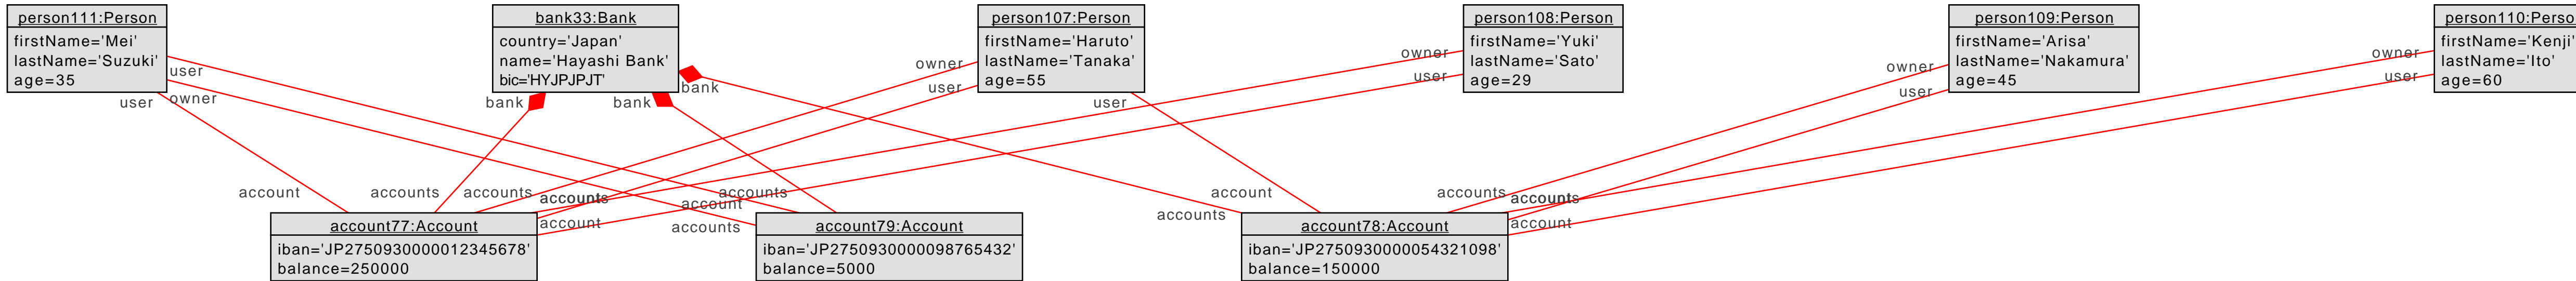 person111:Person
firstName='Mei'
lastName='Suzuki'
age=35
bank33:Bank
country='Japan'
name='Hayashi Bank'
bic='HYJPJPJT'
person107:Person
firstName='Haruto'
lastName='Tanaka'
age=55
person108:Person
firstName='Yuki'
lastName='Sato'
age=29
person109:Person
firstName='Arisa'
lastName='Nakamura'
age=45
person110:Perso
firstName='Kenji'
lastName='Ito'
age=60
user
owner
user
bank
bank
bank
owner
user
user
owner
user
owner
user
owner
user
account
accounts
accounts
accounts
account
accounts
account
accounts
account
accounts
account
accounts
accounts
account
account77:Account
iban='JP2750930000012345678'
balance=250000
account79:Account
iban='JP2750930000098765432'
balance=5000
account78:Account
iban='JP2750930000054321098'
balance=150000